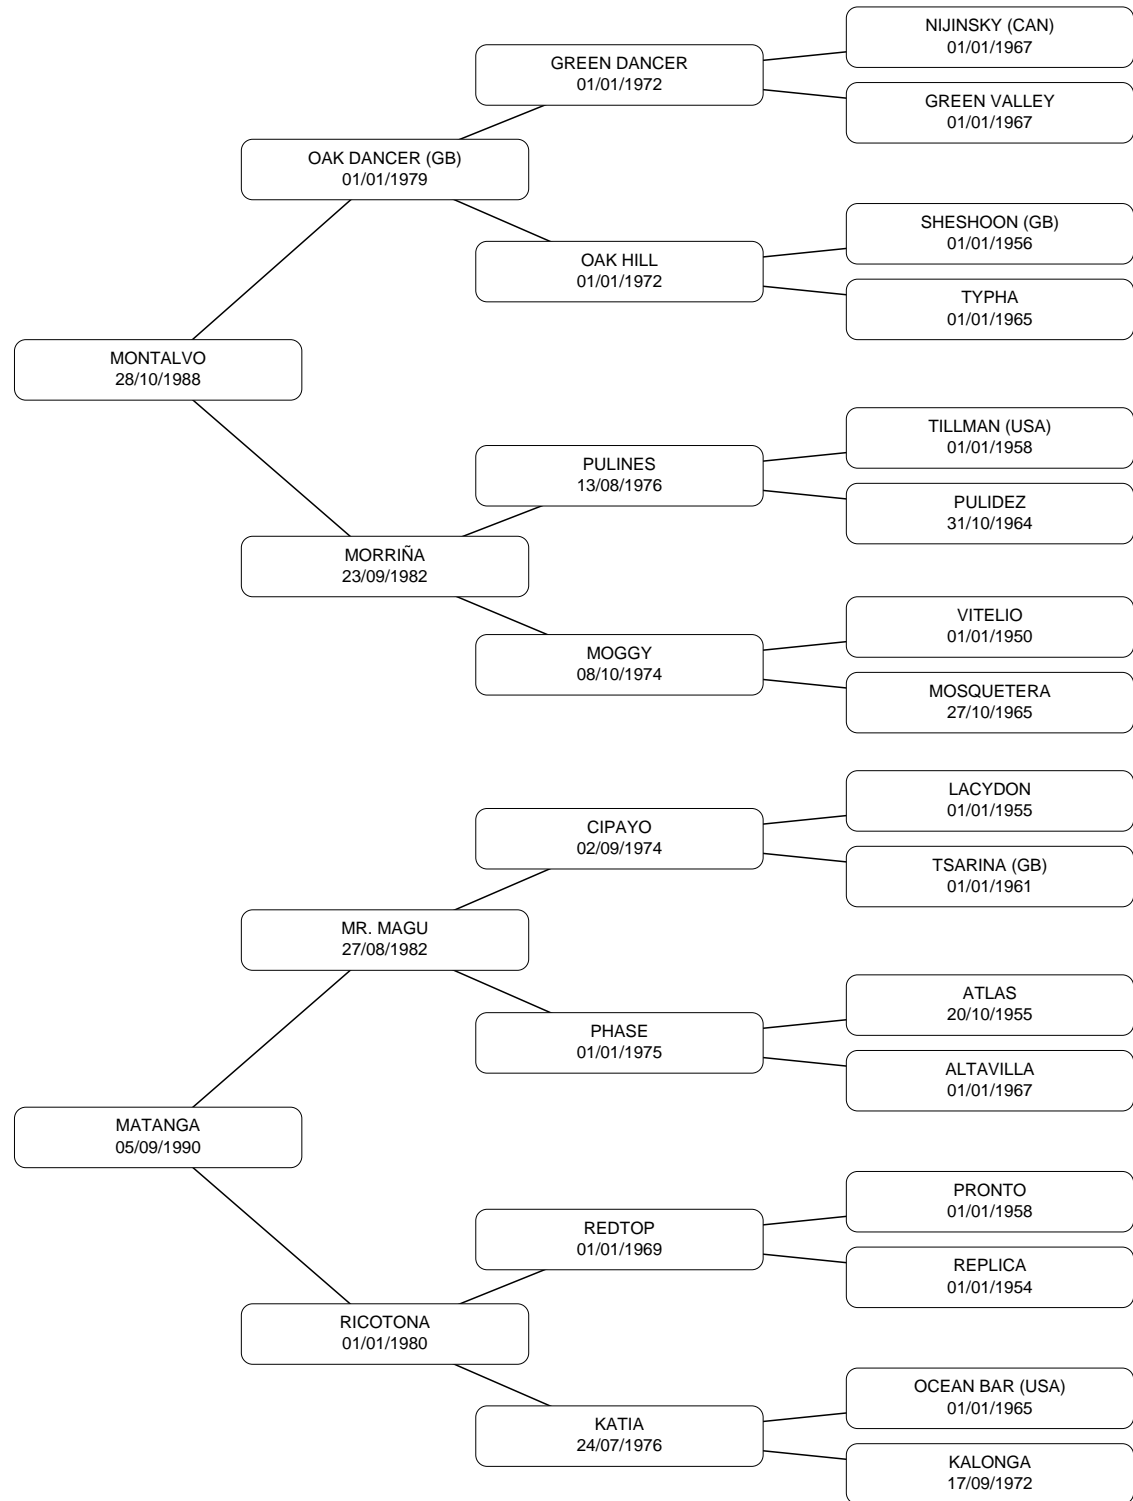 NIJINSKY (CAN)
01/01/1967
GREEN DANCER
01/01/1972
GREEN VALLEY
01/01/1967
OAK DANCER (GB)
01/01/1979
SHESHOON (GB)
01/01/1956
OAK HILL
01/01/1972
TYPHA
01/01/1965
MONTALVO
28/10/1988
TILLMAN (USA)
01/01/1958
PULINES
13/08/1976
PULIDEZ
31/10/1964
MORRIÑA
23/09/1982
VITELIO
01/01/1950
MOGGY
08/10/1974
MOSQUETERA
27/10/1965
LACYDON
01/01/1955
CIPAYO
02/09/1974
TSARINA (GB)
01/01/1961
MR. MAGU
27/08/1982
ATLAS
20/10/1955
PHASE
01/01/1975
ALTAVILLA
01/01/1967
MATANGA
05/09/1990
PRONTO
01/01/1958
REDTOP
01/01/1969
REPLICA
01/01/1954
RICOTONA
01/01/1980
OCEAN BAR (USA)
01/01/1965
KATIA
24/07/1976
KALONGA
17/09/1972